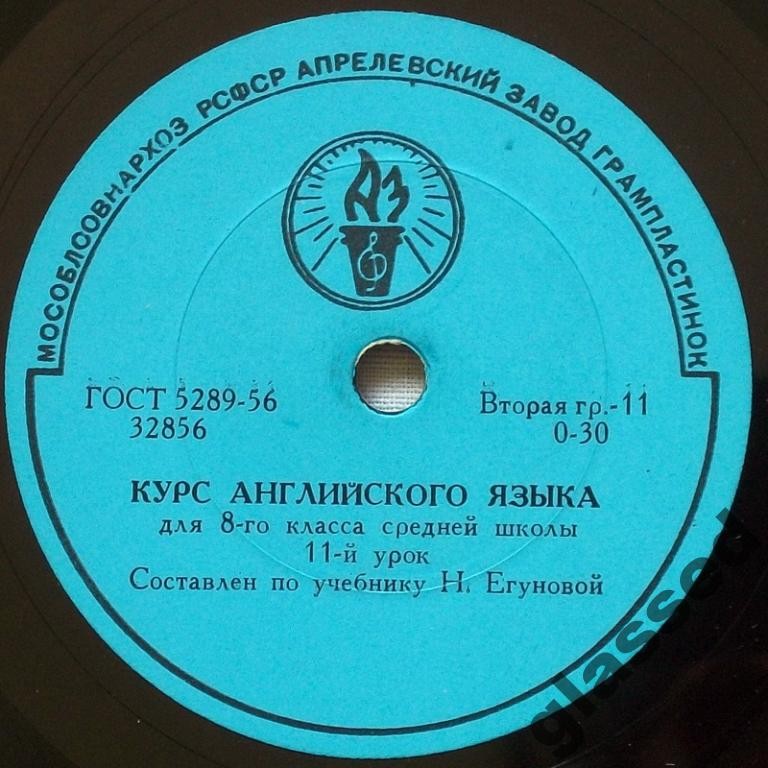 МОСОБЛСОВНАРХОЗ РСФСР АПРЕЛЕВСКИЙ ЗАВОД ГРАМПЛАСТИНОК
АЗ
ГОСТ 5289-56
32856
Вторая гр.-11
0-30
КУРС АНГЛИЙСКОГО ЯЗЫКА
для 8-го класса средней школы
11-й урок
Составлен по учебнику Н. Егуновой
glassed